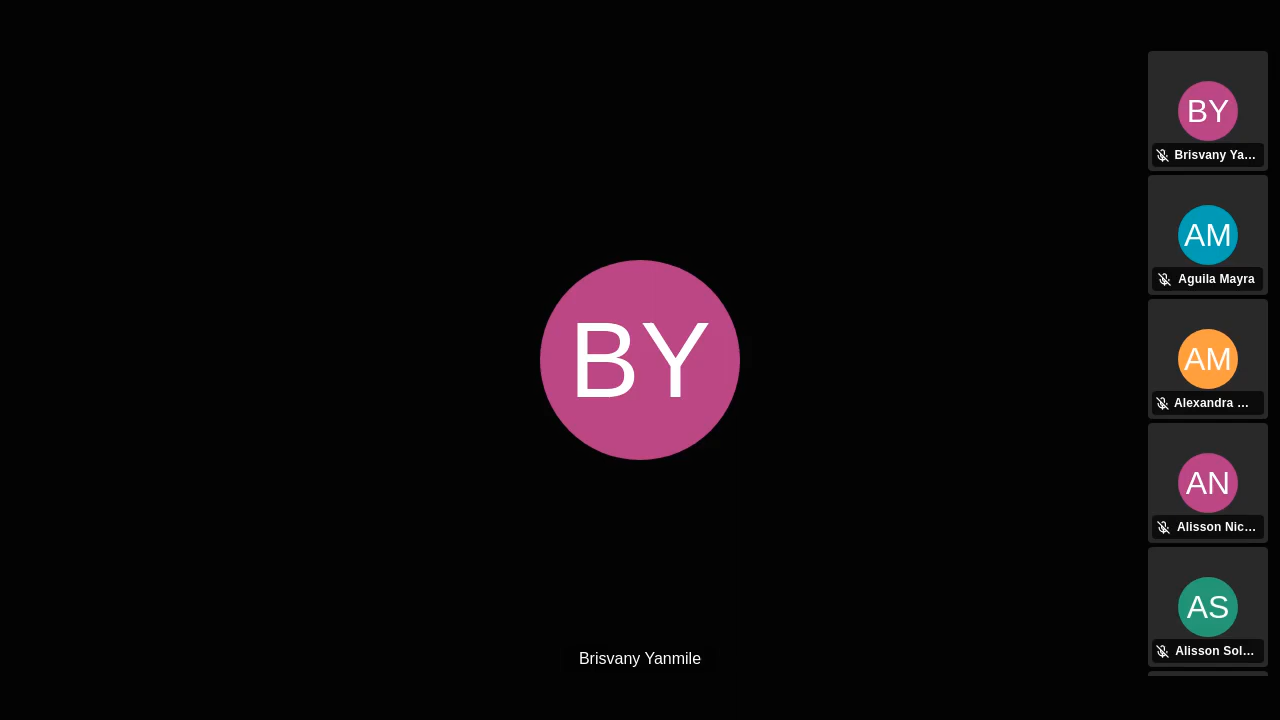 BY
Brisvany Yanmile
BY
Brisvany Ya...
AM
Aguila Mayra
AM
Alexandra ...
AN
Alisson Nic...
AS
Alisson Sol...